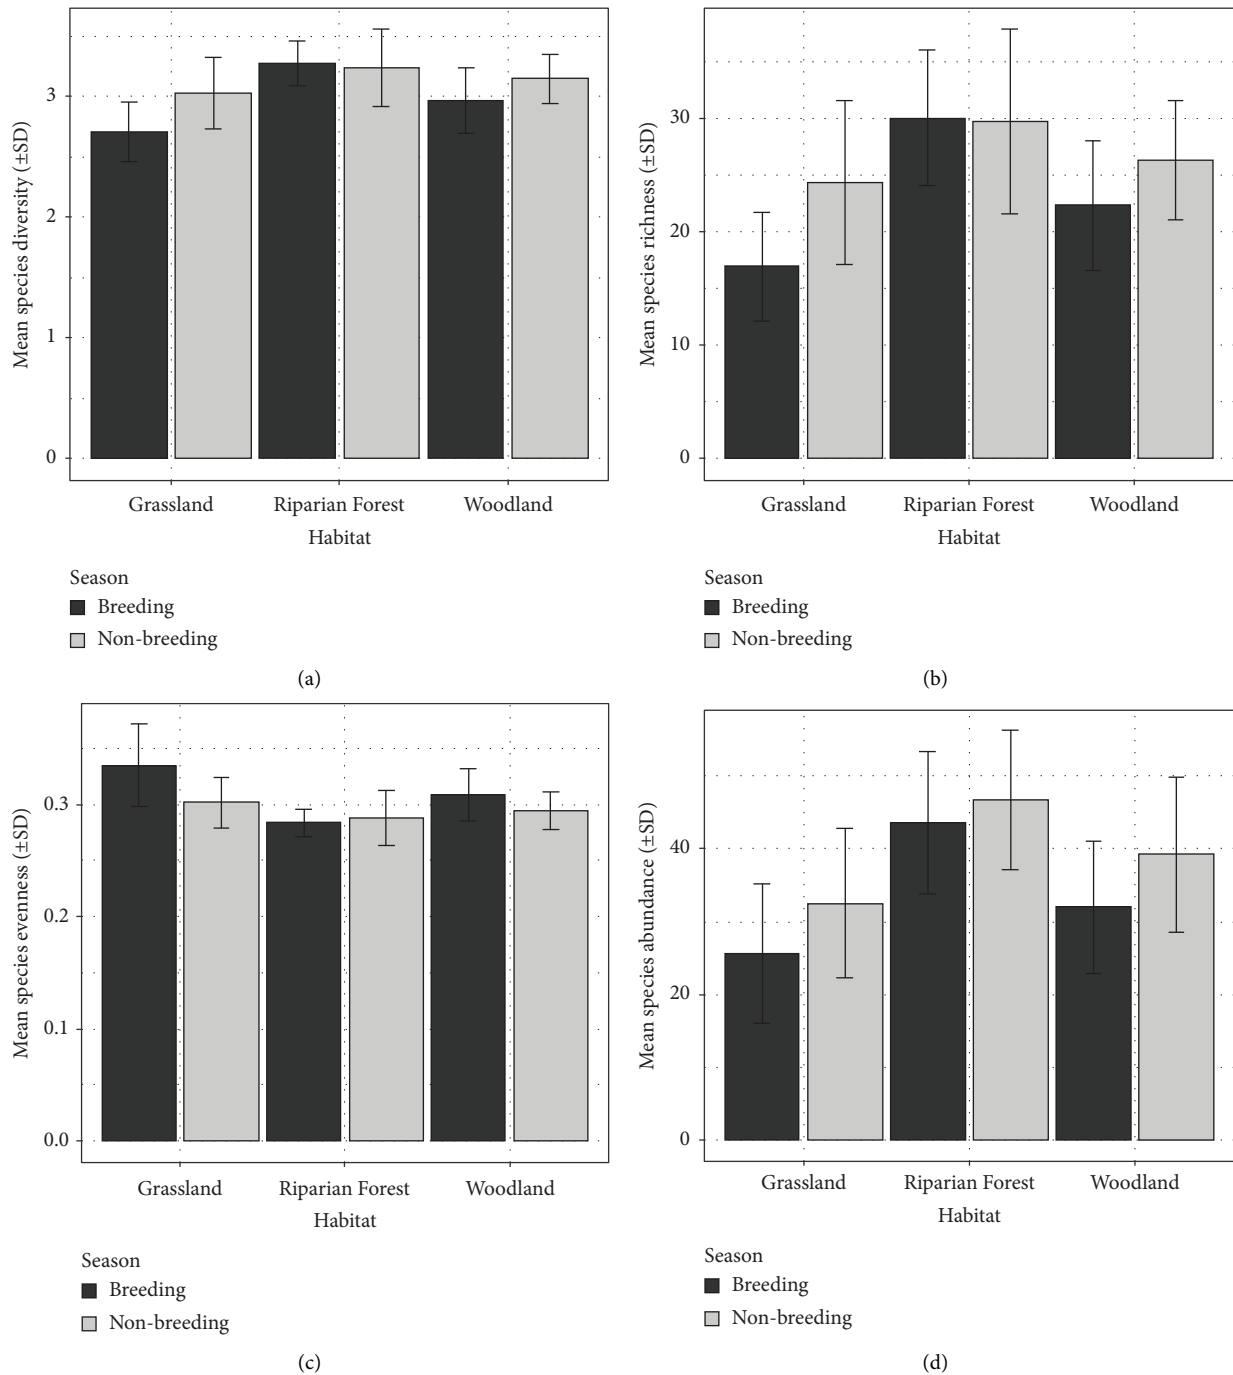 Mean species diversity (±SD)
3
2
1
0
Grassland Riparian Forest Woodland
Habitat
Season
Breeding
Non-breeding
(a)
Mean species richness (±SD)
30
20
10
0
Grassland Riparian Forest Woodland
Habitat
Season
Breeding
Non-breeding
(b)
Mean species evenness (±SD)
0.3
0.2
0.1
0.0
Grassland Riparian Forest Woodland
Habitat
Season
Breeding
Non-breeding
(c)
Mean species abundance (±SD)
40
20
0
Grassland Riparian Forest Woodland
Habitat
Season
Breeding
Non-breeding
(d)